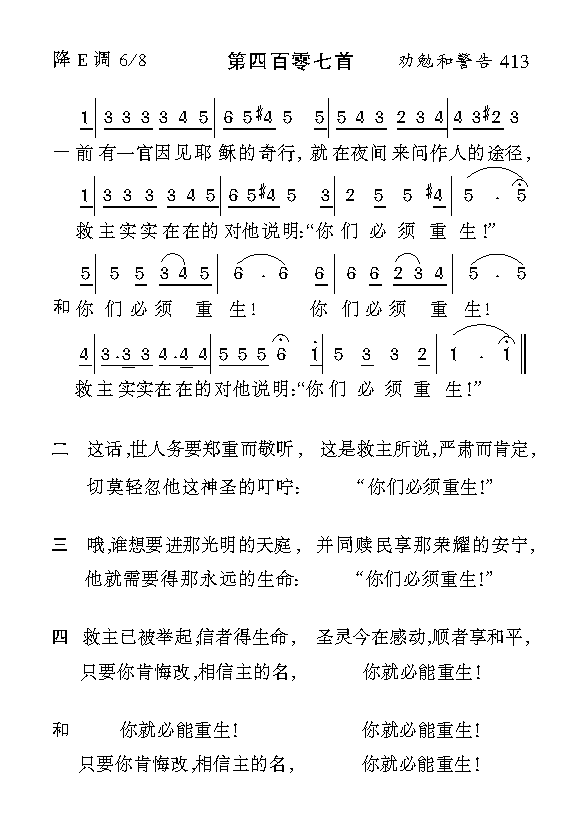 降 E 调 6/8 第四百零七首 劝勉和警告 413
1 | 3 3 3 3 4 5 | 6 5 #4 5 5 | 5 4 3 2 3 4 | 4 3 #2 3
一 前有一官因见耶稣的奇行，就在夜间来问作人的途径，
1 | 3 3 3 3 4 5 | 6 5 #4 5 3 | 2 5 5 #4 | 5 . 5
救主实实在在的对他说明：“你们必须重生！”
5 | 5 5 3 4 5 | 6 . 6 6 | 6 6 2 3 4 | 5 . 5
和 你们必须重生！ 你们必须重生！
4 | 3 . 3 3 4 . 4 4 | 5 5 5 6 1 | 5 3 3 2 | 1 . 1 ‖
救主实实在在的对他说明：“你们必须重生！”
二 这话，世人务要郑重而敬听， 这是救主所说，严肃而肯定，
切莫轻忽他这神圣的叮咛： “你们必须重生！”
三 哦，谁想要进那光明的天庭， 并同赎民享那荣耀的安宁，
他就需要得那永远的生命： “你们必须重生！”
四 救主已被举起，信者得生命， 圣灵今在感动，顺者享和平，
只要你肯悔改，相信主的名， 你就必能重生！
和 你就必能重生！ 你就必能重生！
只要你肯悔改，相信主的名， 你就必能重生！